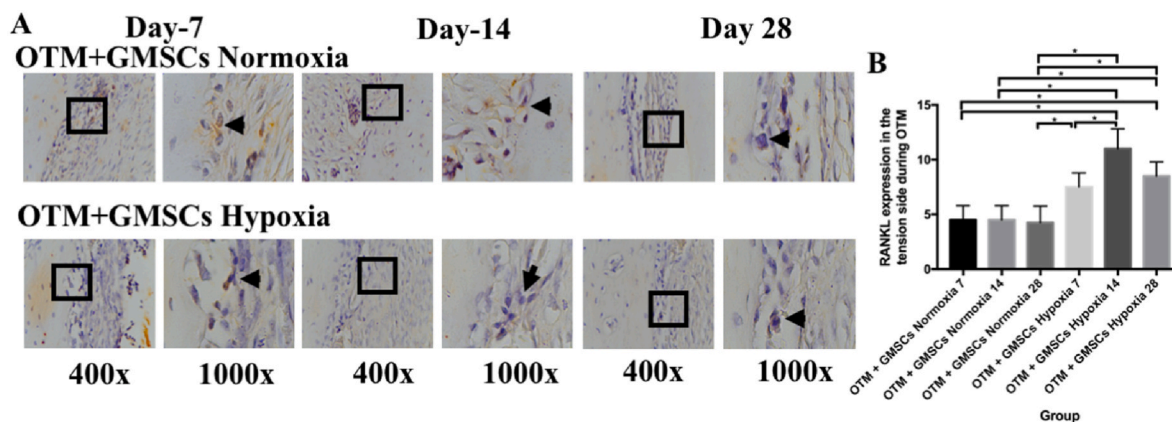 A
Day-7
Day-14
Day 28
OTM+GMSCs Normoxia
OTM+GMSCs Hypoxia
400x
1000x
400x
1000x
400x
1000x
B
* 
*
*
*
*
*
* *
RANKL expression in the
tension side during OTM
15
10
5
0
OTM + GMSCs Normoxia 7
OTM + GMSCs Normoxia 14
OTM + GMSCs Normoxia 28
OTM + GMSCs Hypoxia 7
OTM + GMSCs Hypoxia 14
OTM + GMSCs Hypoxia 28
Group